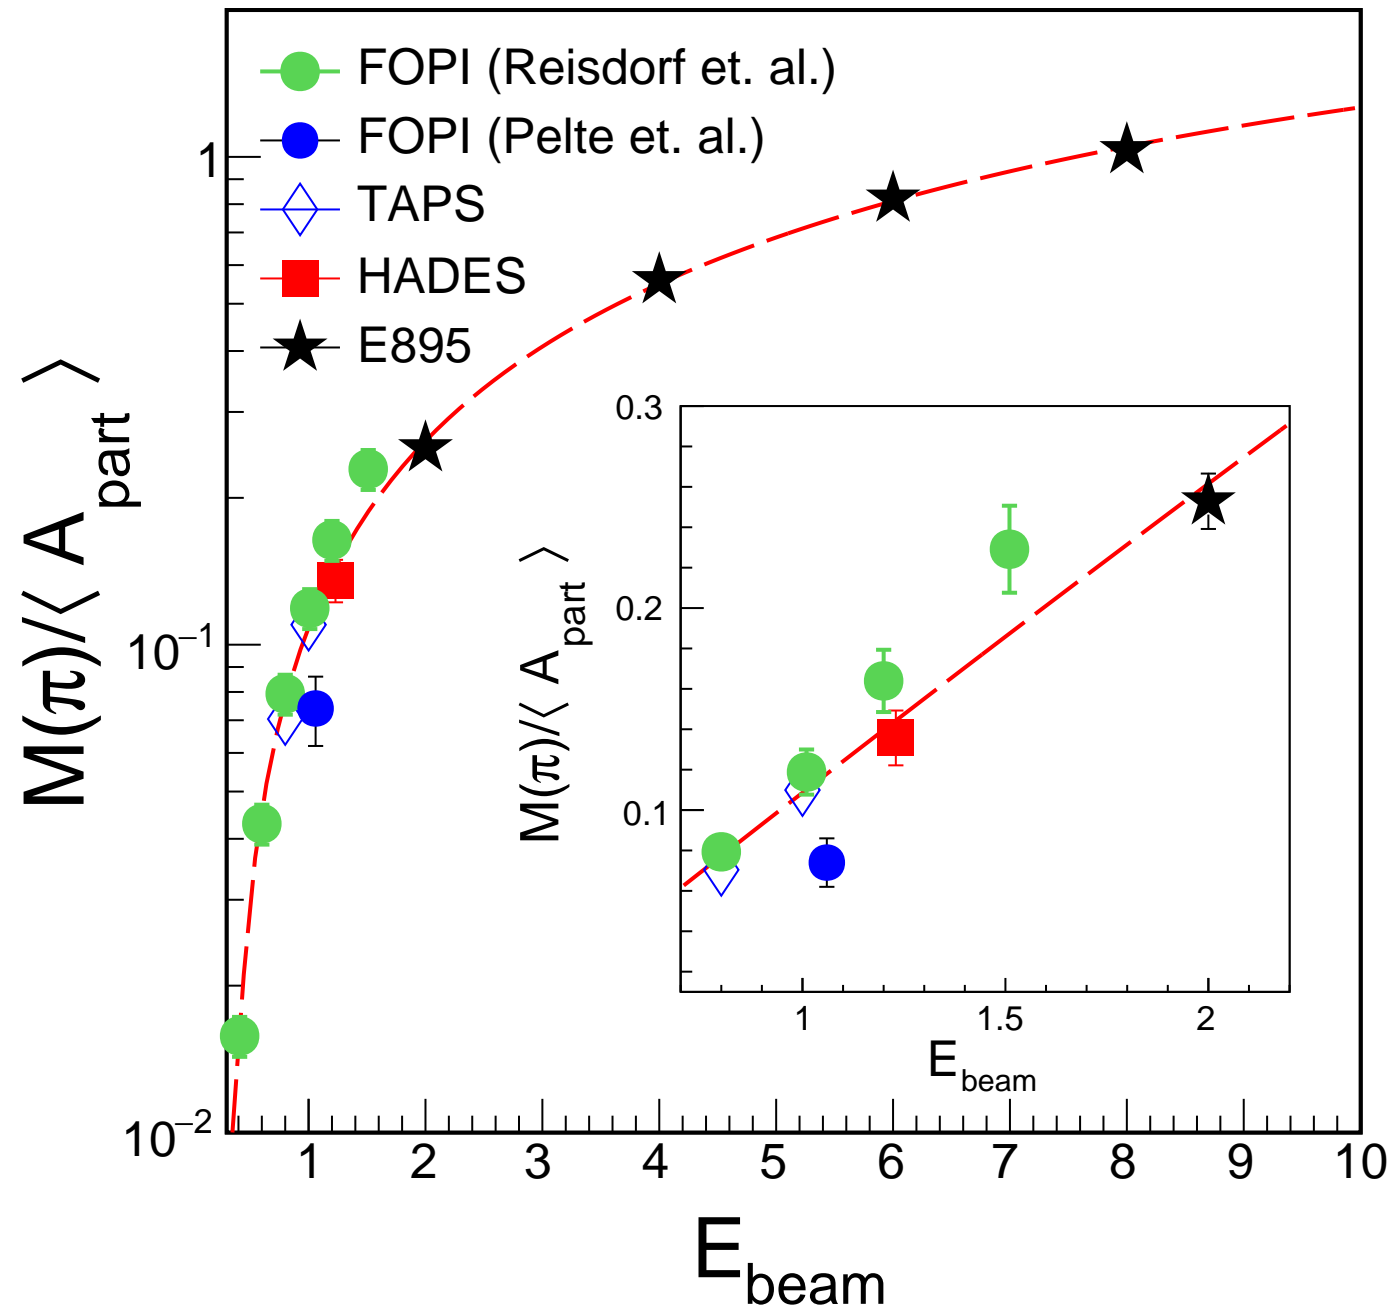 FOPI (Reisdorf et. al.)
FOPI (Pelte et. al.)
TAPS
HADES
E895
M(π)/⟨ A_part ⟩
1
10⁻¹
10⁻²
1 2 3 4 5 6 7 8 9 10
E_beam
0.3
0.2
0.1
M(π)/⟨ A_part ⟩
1 1.5 2
E_beam